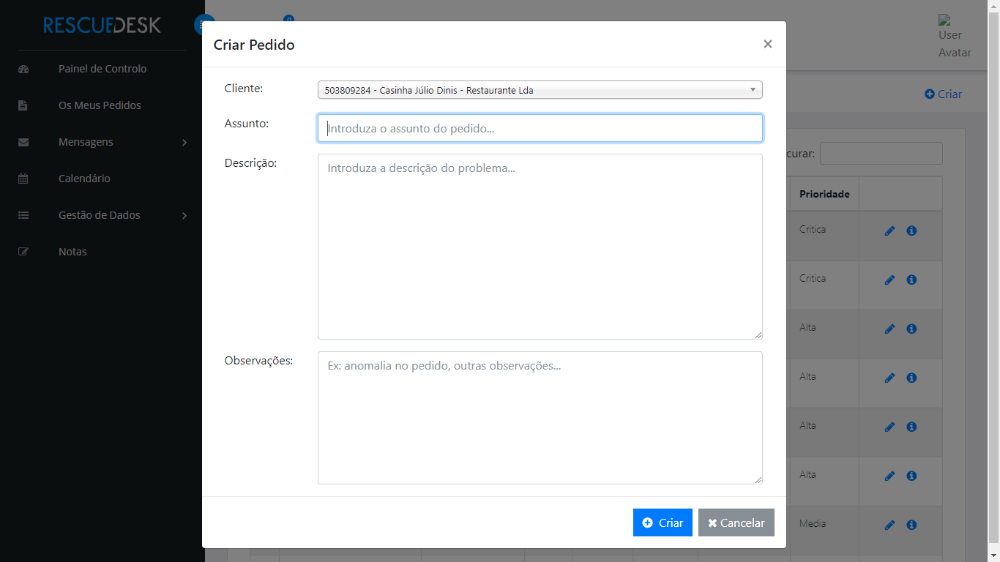 RESCUEDESK
Painel de Controlo
Os Meus Pedidos
Mensagens
Calendário
Gestão de Dados
Notas
User
Avatar
Criar
curar:
Prioridade
Critica
Critica
Alta
Alta
Alta
Alta
Media
Criar Pedido
×
Cliente:
503809284 - Casinha Júlio Dinis - Restaurante Lda
Assunto:
Introduza o assunto do pedido...
Descrição:
Introduza a descrição do problema...
Observações:
Ex: anomalia no pedido, outras observações...
Criar
Cancelar